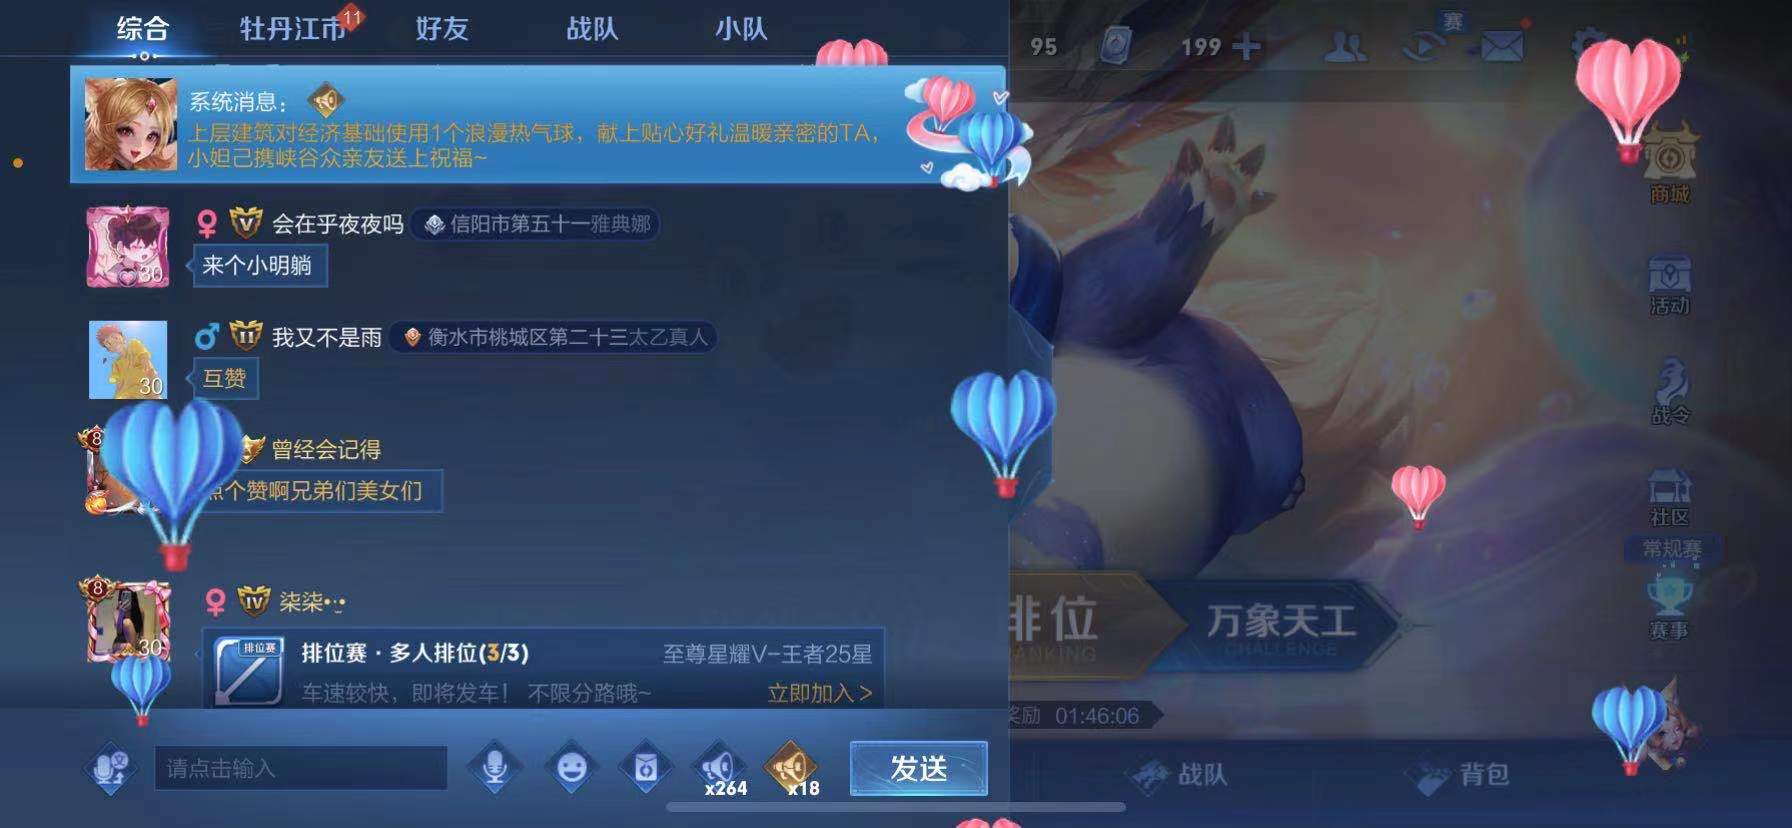 综合
牡丹江市
11
好友
战队
小队
95
199
赛
系统消息：
上层建筑对经济基础使用1个浪漫热气球，献上贴心好礼温暖亲密的TA，
小妲己携峡谷众亲友送上祝福~
V
会在乎夜夜吗
信阳市第五十一雅典娜
30
来个小明躺
II
我又不是雨
衡水市桃城区第二十三太乙真人
30
互赞
8
曾经会记得
点个赞啊兄弟们美女们
8
30
IV
柒柒
排位赛
排位赛·多人排位(3/3)
至尊星耀V-王者25星
车速较快，即将发车！ 不限分路哦~
立即加入>
请点击输入
x264
x18
发送
排位
RANKING
万象天工
CHALLENGE
奖励 01:46:06
战队
背包
商城
活动
战令
社区
常规赛
赛事